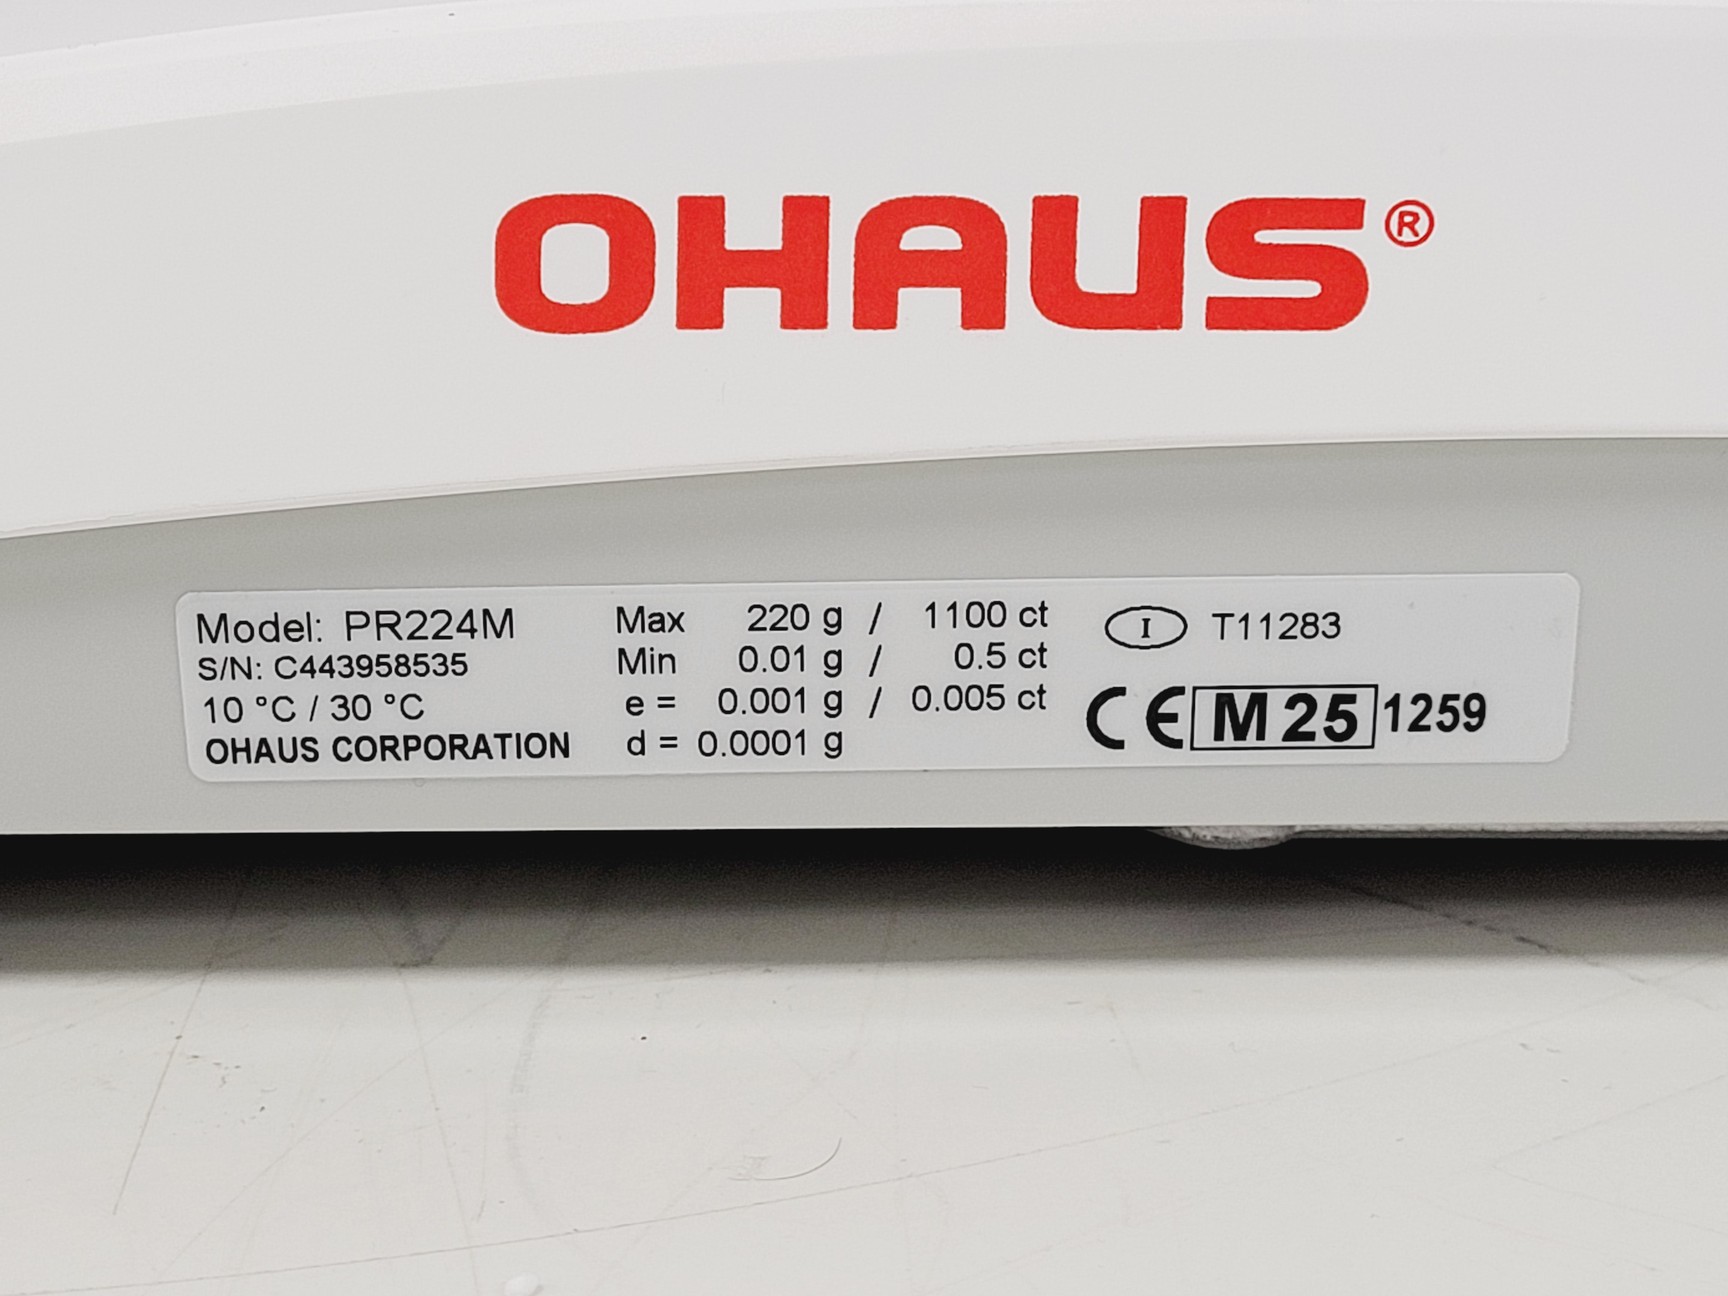 OHAUS®
Model: PR224M
S/N: C443958535
10 °C / 30 °C
OHAUS CORPORATION
Max 220 g / 1100 ct
Min 0.01 g / 0.5 ct
e = 0.001 g / 0.005 ct
d = 0.0001 g
I T11283
CE M 25 1259